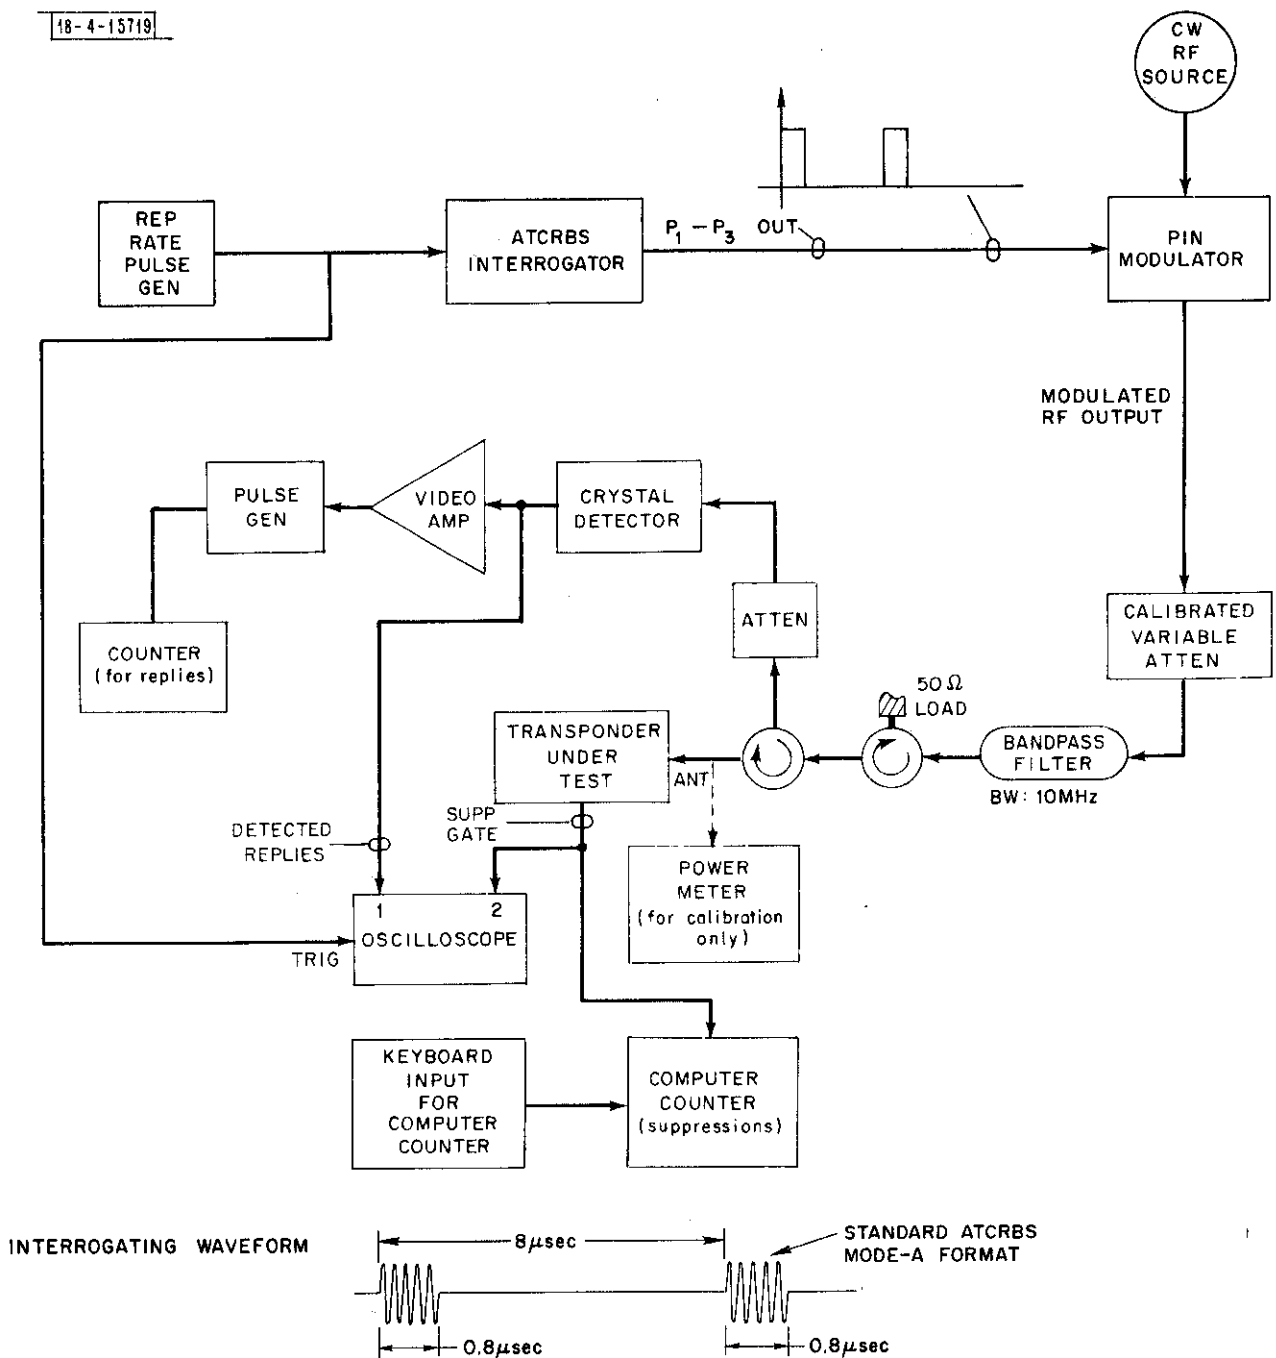 18-4-15719
CW
RF
SOURCE
REP
RATE
PULSE
GEN
ATCRBS
INTERROGATOR
P1 – P3 OUT
PIN
MODULATOR
MODULATED
RF OUTPUT
PULSE
GEN
VIDEO
AMP
CRYSTAL
DETECTOR
ATTEN
CALIBRATED
VARIABLE
ATTEN
COUNTER
(for replies)
50 Ω
LOAD
TRANSPONDER
UNDER
TEST
ANT
BANDPASS
FILTER
BW: 10MHz
SUPP
GATE
DETECTED
REPLIES
POWER
METER
(for calibration
only)
1 2
OSCILLOSCOPE
TRIG
KEYBOARD
INPUT
FOR
COMPUTER
COUNTER
COMPUTER
COUNTER
(suppressions)
INTERROGATING WAVEFORM
8μsec
STANDARD ATCRBS
MODE-A FORMAT
0,8μsec
0.8μsec